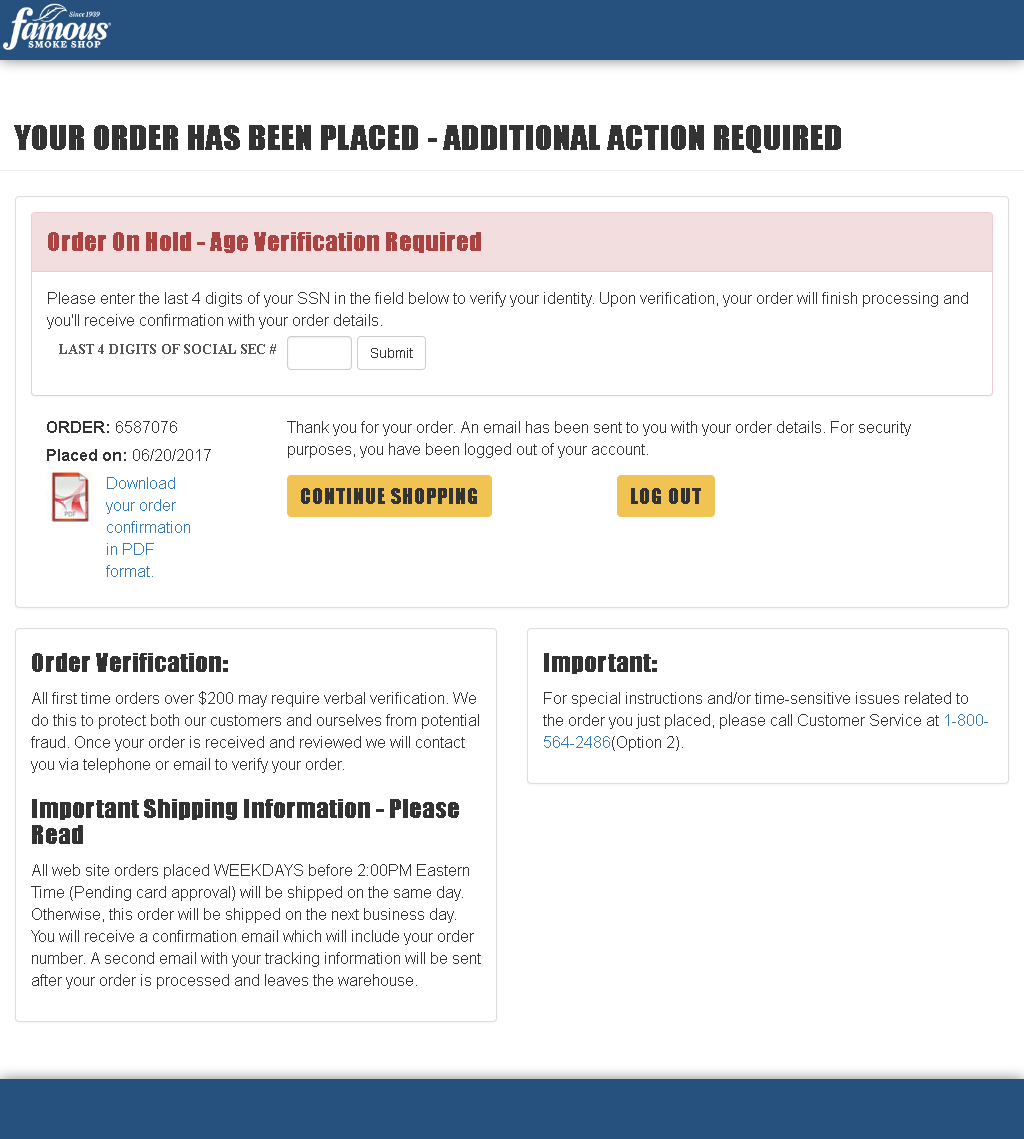 Since 1939
famous
SMOKE SHOP
YOUR ORDER HAS BEEN PLACED - ADDITIONAL ACTION REQUIRED
Order On Hold - Age Verification Required
Please enter the last 4 digits of your SSN in the field below to verify your identity. Upon verification, your order will finish processing and
you'll receive confirmation with your order details.
LAST 4 DIGITS OF SOCIAL SEC # Submit
ORDER: 6587076
Placed on: 06/20/2017
PDF
Download
your order
confirmation
in PDF
format.
Thank you for your order. An email has been sent to you with your order details. For security
purposes, you have been logged out of your account.
CONTINUE SHOPPING LOG OUT
Order Verification:
All first time orders over $200 may require verbal verification. We
do this to protect both our customers and ourselves from potential
fraud. Once your order is received and reviewed we will contact
you via telephone or email to verify your order.
Important Shipping Information - Please
Read
All web site orders placed WEEKDAYS before 2:00PM Eastern
Time (Pending card approval) will be shipped on the same day.
Otherwise, this order will be shipped on the next business day.
You will receive a confirmation email which will include your order
number. A second email with your tracking information will be sent
after your order is processed and leaves the warehouse.
Important:
For special instructions and/or time-sensitive issues related to
the order you just placed, please call Customer Service at 1-800-
564-2486(Option 2).